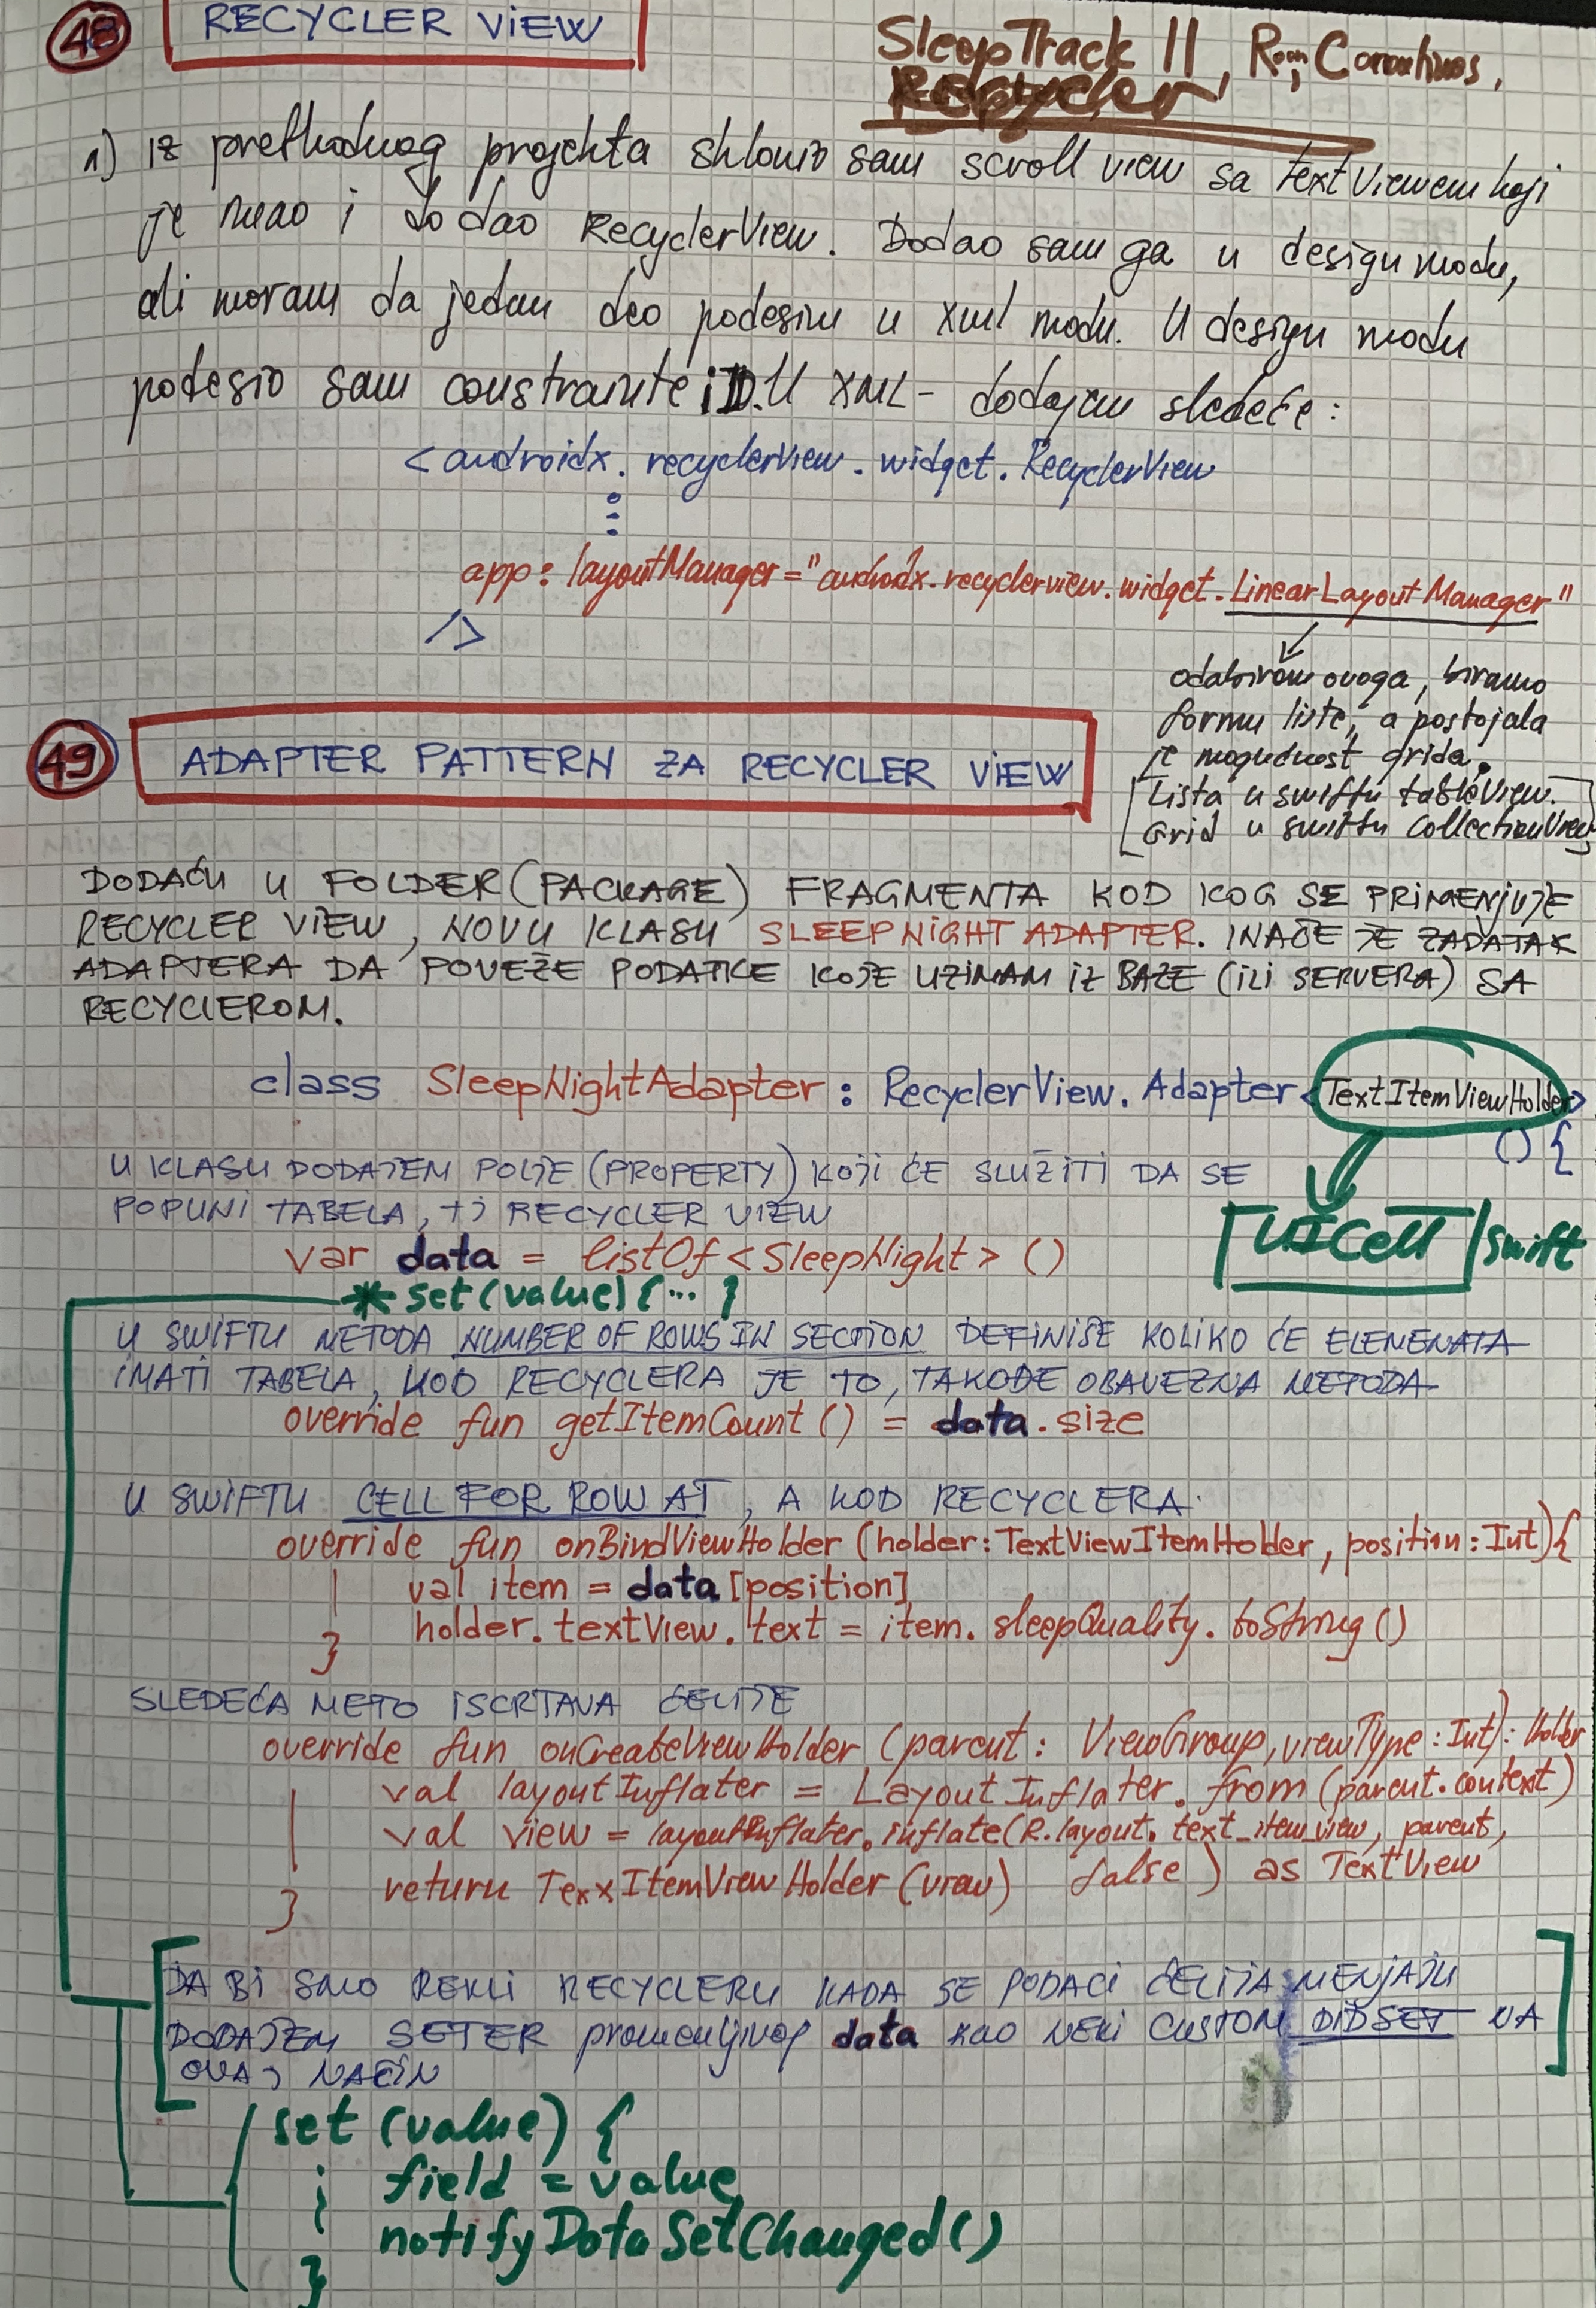 48 RECYCLER VIEW
SleepTrack II, Room, Coroutines,
Recycler
1) iz prethodnog projekta sklonio sam scroll view sa textViewem koji
je imao i dodao RecyclerView. Dodao sam ga u design modu,
ali moram da jedan deo podesim u xml modu. U design modu
podesio sam constrainte i ID. U XML- dodajem sledeće:
<androidx.recyclerview.widget.RecyclerView
⋮
app:layoutManager="androidx.recyclerview.widget.LinearLayoutManager"
/>
odabirom ovoga, biramo
formu liste, a postojala
je mogućnost grida.
[Lista u swiftu tableView.
Grid u swiftu CollectionView]
49 ADAPTER PATTERN ZA RECYCLER VIEW
DODAĆU U FOLDER (PACKAGE) FRAGMENTA KOD KOG SE PRIMENJUJE
RECYCLER VIEW, NOVU KLASU SLEEPNIGHT ADAPTER. INAČE JE ZADATAK
ADAPTERA DA POVEŽE PODATKE KOJE UZIMAM IZ BAZE (ILI SERVERA) SA
RECYCLEROM.
class SleepNightAdapter : RecyclerView.Adapter<TextItemViewHolder>
() {
UICell / swift
U KLASU DODAJEM POLJE (PROPERTY) KOJI ĆE SLUŽITI DA SE
POPUNI TABELA, TJ RECYCLER VIEW
var data = listOf<SleepNight>()
* set(value) {... }
U SWIFTU METODA NUMBER OF ROWS IN SECTION DEFINIŠE KOLIKO ĆE ELEMENATA
IMATI TABELA, KOD RECYCLERA JE TO, TAKOĐE OBAVEZNA METODA
override fun getItemCount() = data.size
U SWIFTU CELL FOR ROW AT, A KOD RECYCLERA:
override fun onBindViewHolder (holder:TextViewItemHolder, position:Int){
val item = data[position]
holder.textView.text = item.sleepQuality.toString()
}
SLEDEĆA METO ISCRTAVA ĆELIJE
override fun onCreateViewHolder (parent: ViewGroup, viewType:Int): Holder
val layoutInflater = LayoutInflater.from(parent.context)
val view = layoutInflater.inflate(R.layout.text_item_view, parent,
false) as TextView
return TexxItemViewHolder(view)
}
[DA BI SMO REKLI RECYCLERU KADA SE PODACI ĆELIJA MENJAJU
DODAJEM SETER promenljivoj data KAO NEKI CUSTOM DIDSET NA
OVAJ NAČIN]
set (value) {
field = value
notifyDataSetChanged()
}